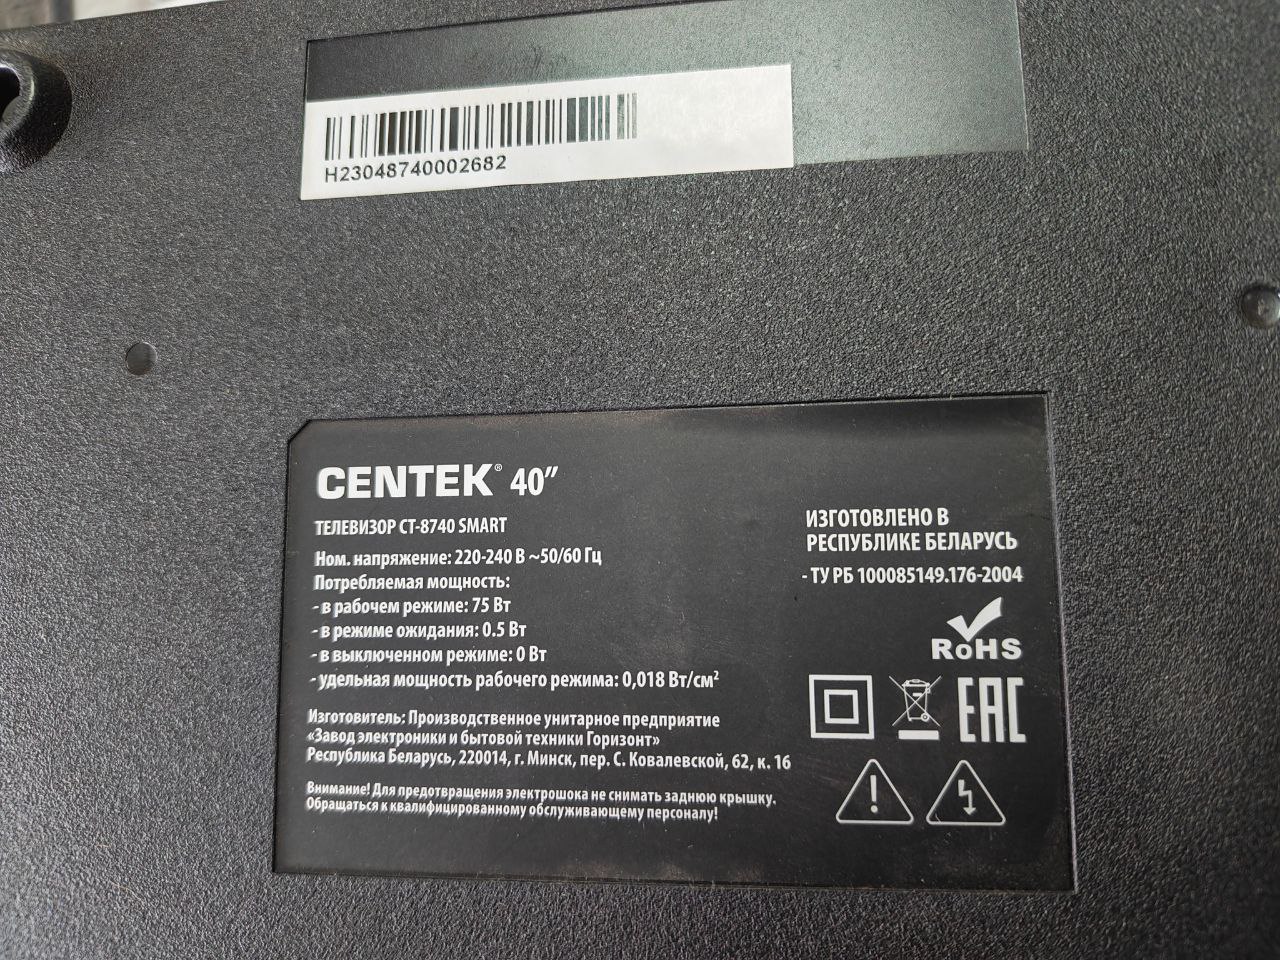 H23048740002682
CENTEK® 40”
ТЕЛЕВИЗОР CT-8740 SMART
Ном. напряжение: 220-240 В ~50/60 Гц
Потребляемая мощность:
- в рабочем режиме: 75 Вт
- в режиме ожидания: 0.5 Вт
- в выключенном режиме: 0 Вт
- удельная мощность рабочего режима: 0,018 Вт/см²
Изготовитель: Производственное унитарное предприятие
«Завод электроники и бытовой техники Горизонт»
Республика Беларусь, 220014, г. Минск, пер. С. Ковалевской, 62, к. 16
Внимание! Для предотвращения электрошока не снимать заднюю крышку.
Обращаться к квалифицированному обслуживающему персоналу!
ИЗГОТОВЛЕНО В
РЕСПУБЛИКЕ БЕЛАРУСЬ
- ТУ РБ 100085149.176-2004
RoHS
EAC